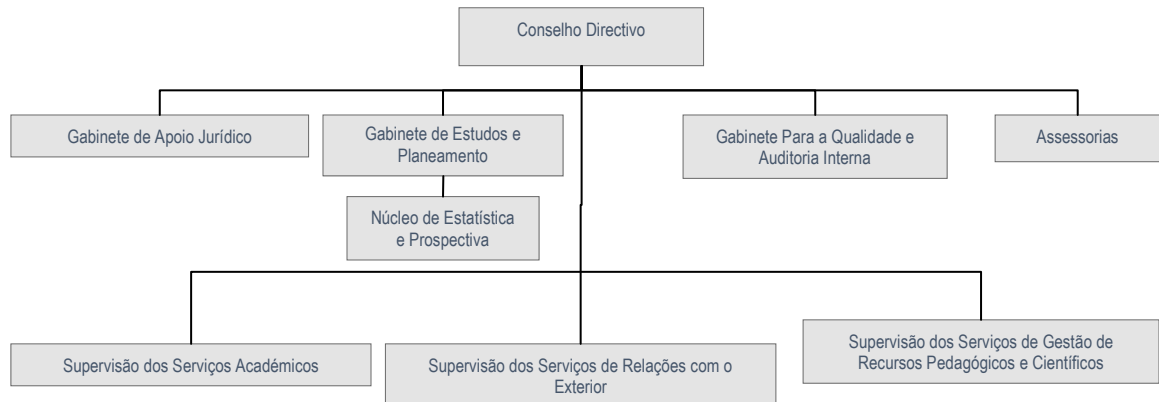 Conselho Directivo
Gabinete de Apoio Jurídico
Gabinete de Estudos e
Planeamento
Gabinete Para a Qualidade e
Auditoria Interna
Assessorias
Núcleo de Estatística
e Prospectiva
Supervisão dos Serviços Académicos
Supervisão dos Serviços de Relações com o
Exterior
Supervisão dos Serviços de Gestão de
Recursos Pedagógicos e Científicos